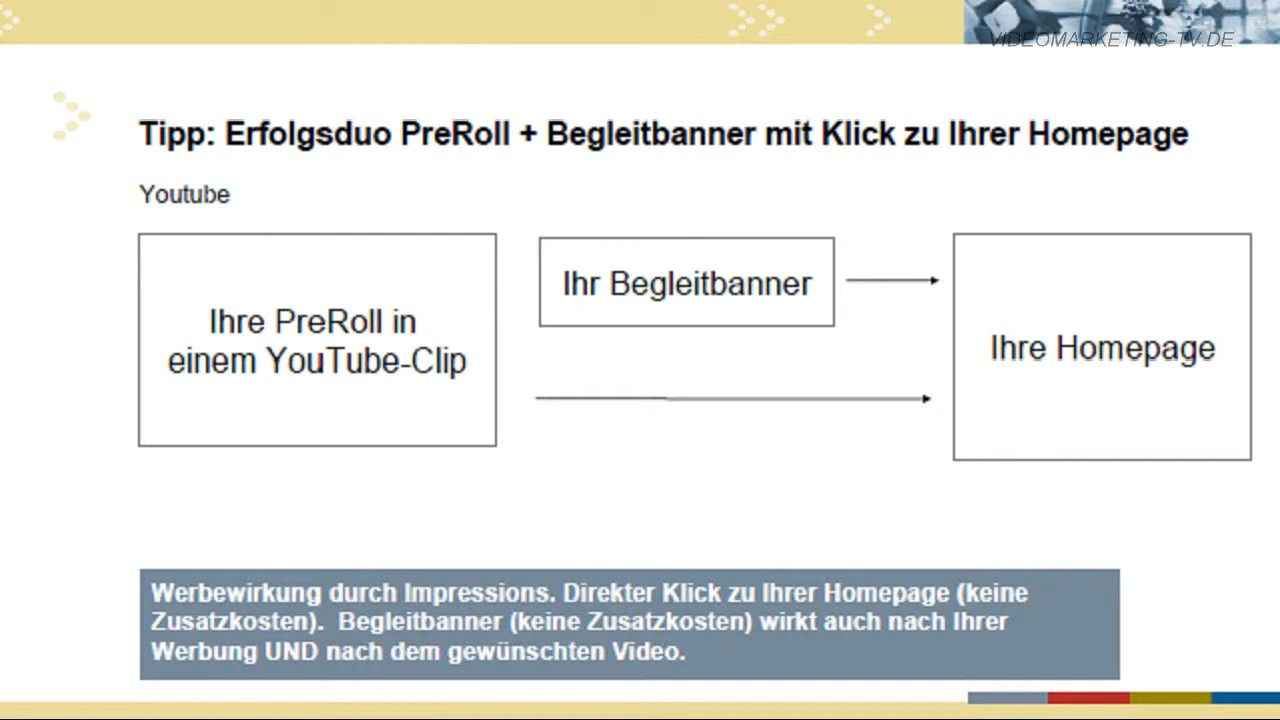 VIDEOMARKETING-TV.DE
Tipp: Erfolgsduo PreRoll + Begleitbanner mit Klick zu Ihrer Homepage
Youtube
Ihre PreRoll in
einem YouTube-Clip
Ihr Begleitbanner
Ihre Homepage
Werbewirkung durch Impressions. Direkter Klick zu Ihrer Homepage (keine
Zusatzkosten).  Begleitbanner (keine Zusatzkosten) wirkt auch nach Ihrer
Werbung UND nach dem gewünschten Video.